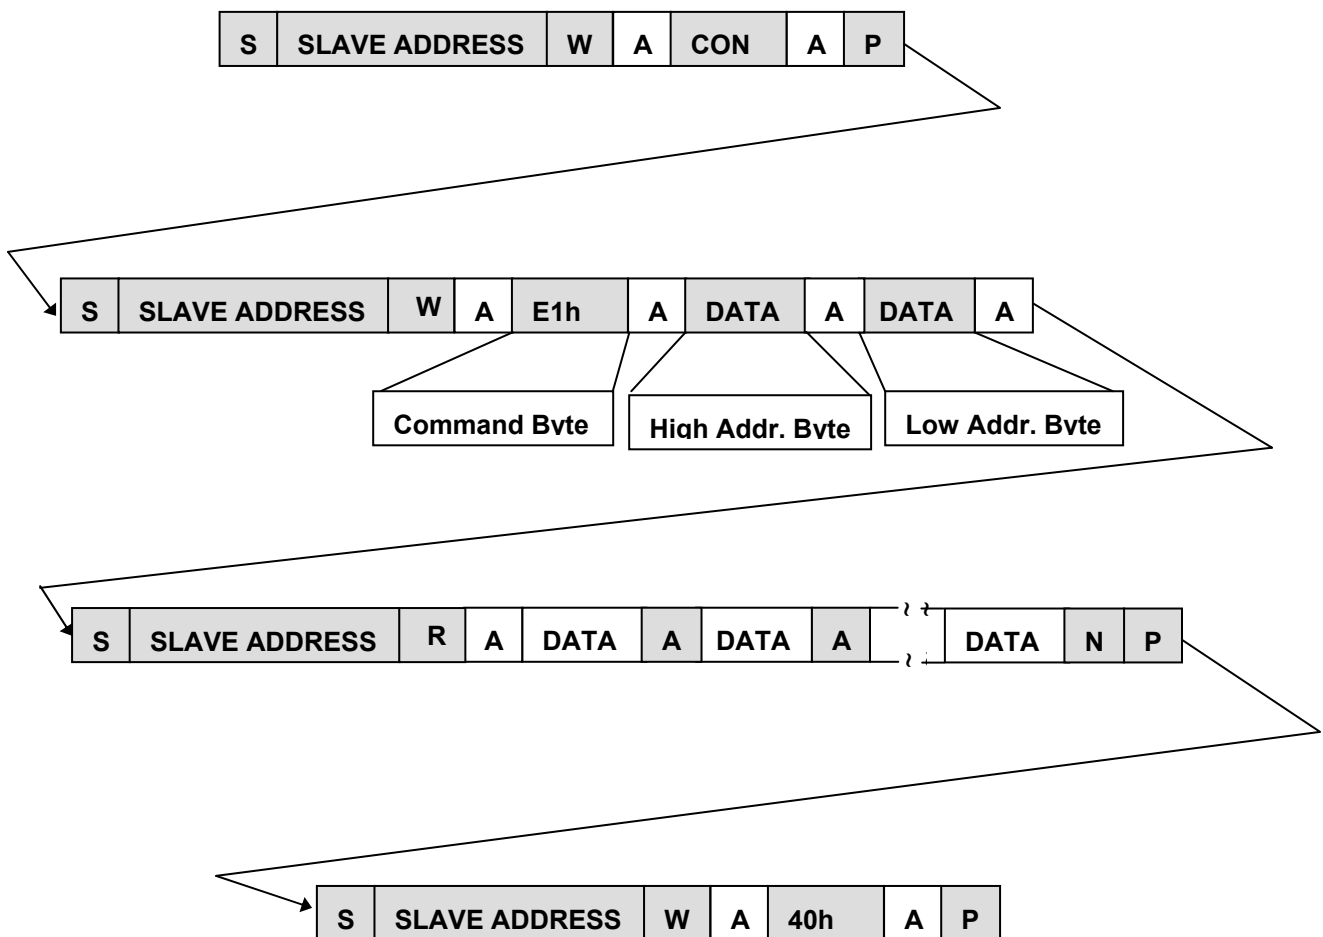 S SLAVE ADDRESS W A CON A P
S SLAVE ADDRESS W A E1h A DATA A DATA A
Command Byte High Addr. Byte Low Addr. Byte
S SLAVE ADDRESS R A DATA A DATA A ~ ~ DATA N P
S SLAVE ADDRESS W A 40h A P